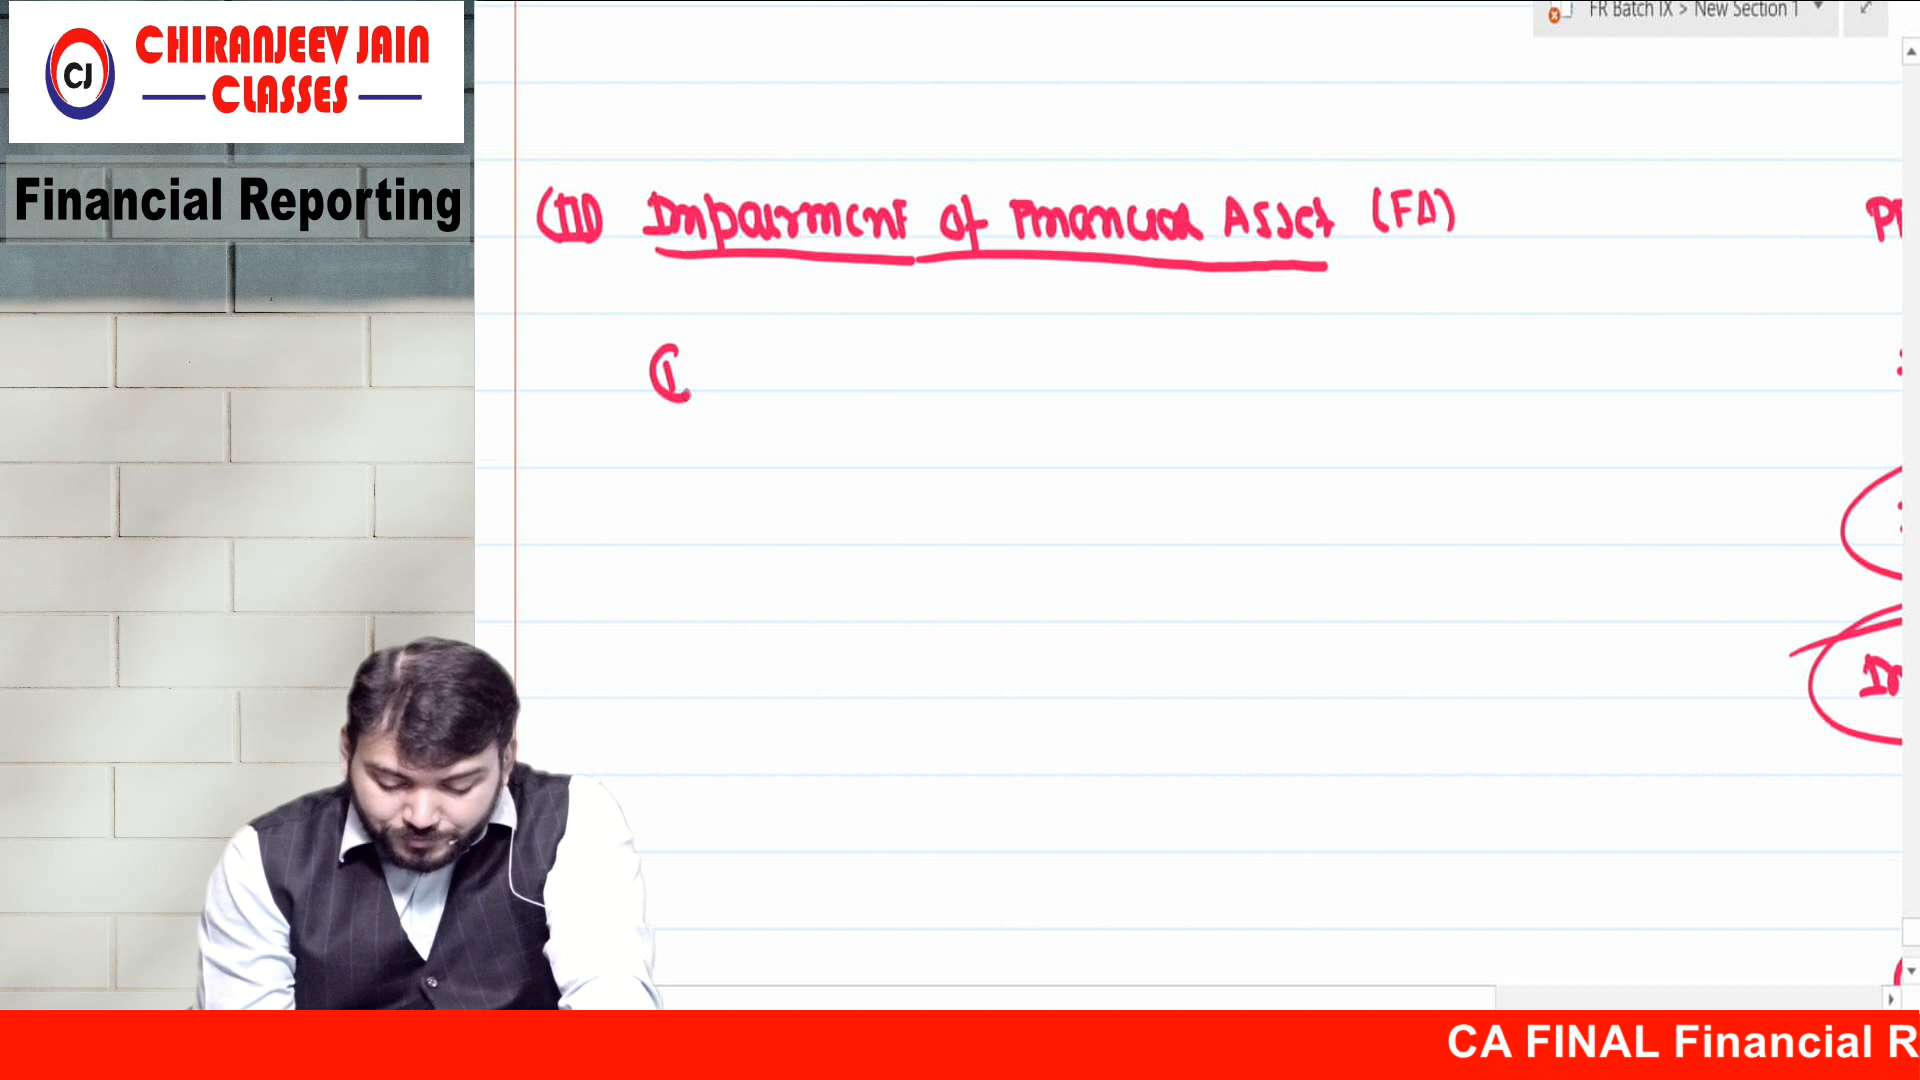 CHIRANJEEV JAIN
CLASSES
CJ
Financial Reporting
FR Batch IX > New Section 1
(III) Impairment of Financial Asset (FA)
CA FINAL Financial R